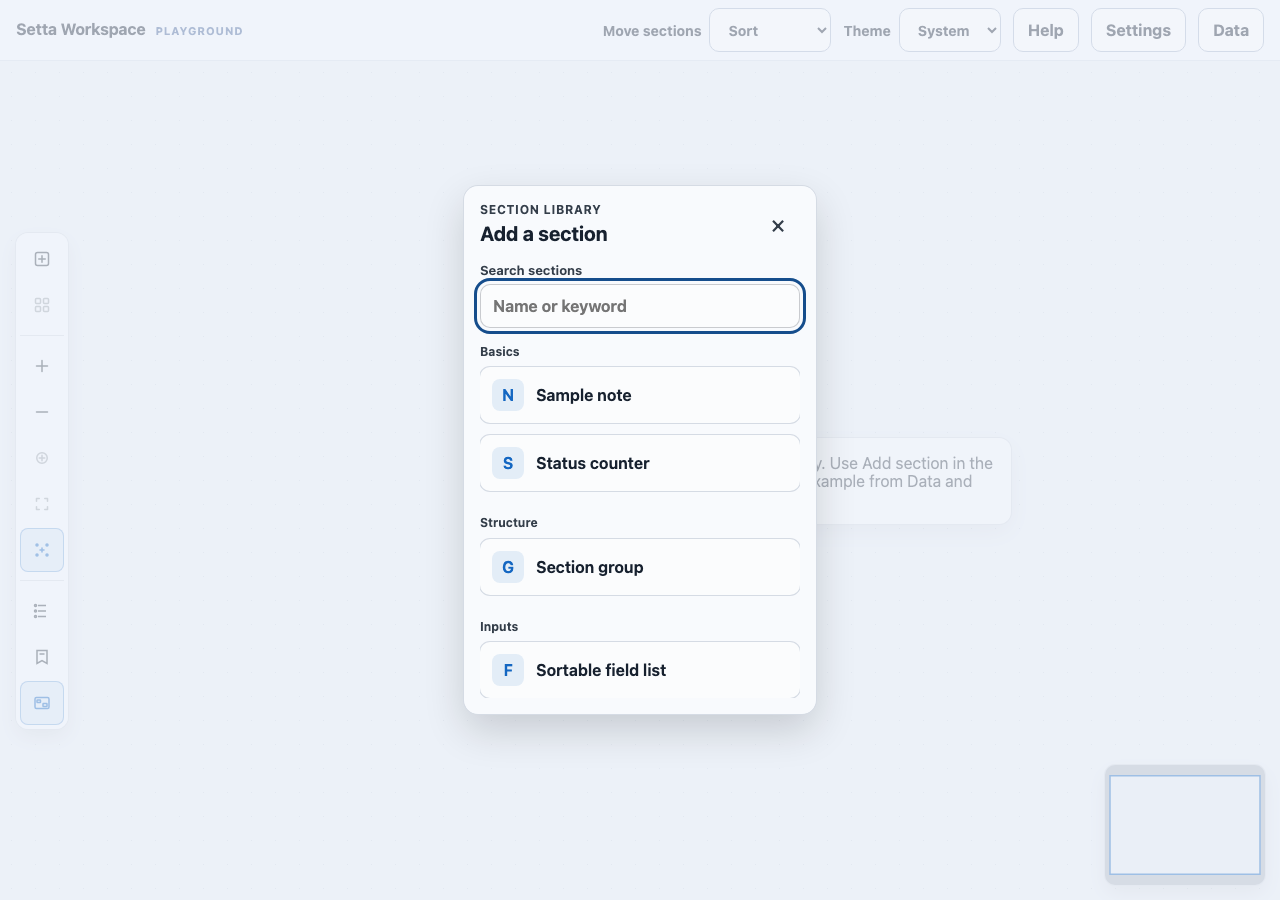 Setta Workspace PLAYGROUND
Move sections Sort Theme System Help Settings Data
SECTION LIBRARY
Add a section
Search sections
Name or keyword
Basics
N Sample note
S Status counter
Structure
G Section group
Inputs
F Sortable field list
Use Add section in the
from Data and